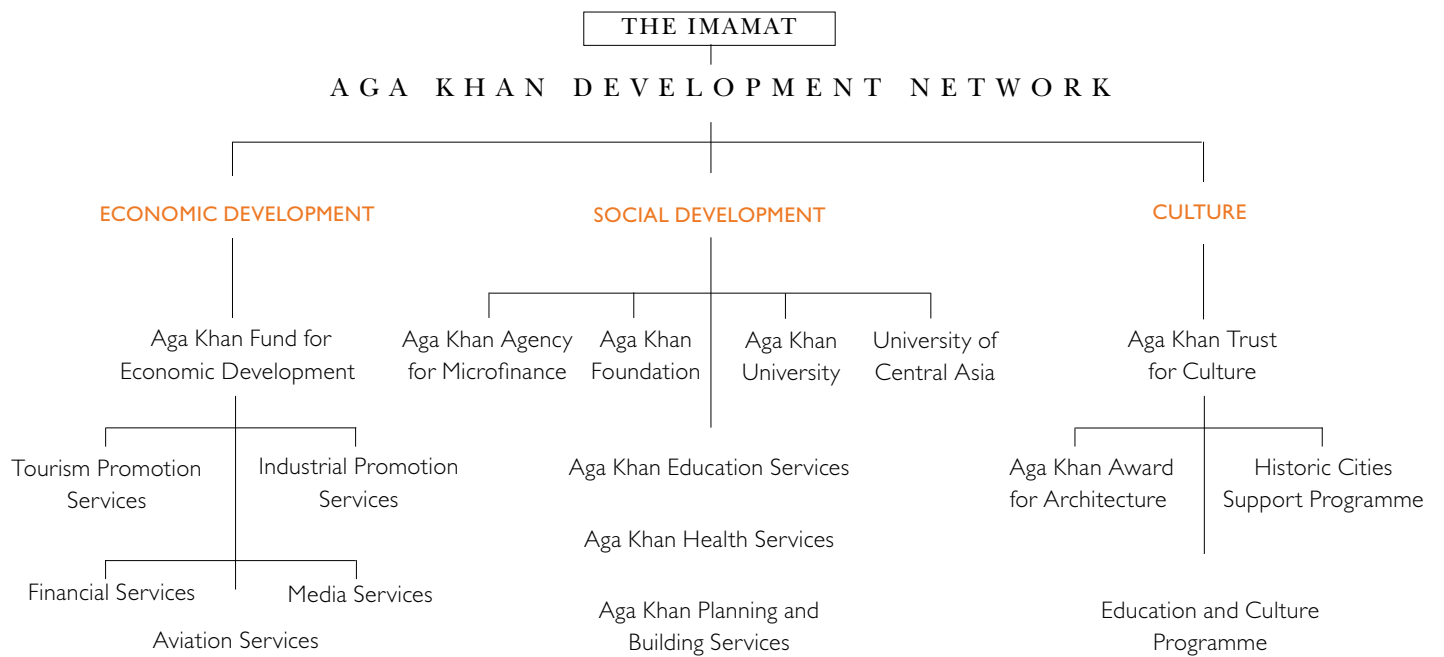 THE IMAMAT
AGA KHAN DEVELOPMENT NETWORK
ECONOMIC DEVELOPMENT
SOCIAL DEVELOPMENT
CULTURE
Aga Khan Fund for
Economic Development
Aga Khan Agency
for Microfinance
Aga Khan
Foundation
Aga Khan
University
University of
Central Asia
Aga Khan Trust
for Culture
Tourism Promotion
Services
Industrial Promotion
Services
Aga Khan Education Services
Aga Khan Award
for Architecture
Historic Cities
Support Programme
Aga Khan Health Services
Financial Services
Media Services
Aviation Services
Aga Khan Planning and
Building Services
Education and Culture
Programme